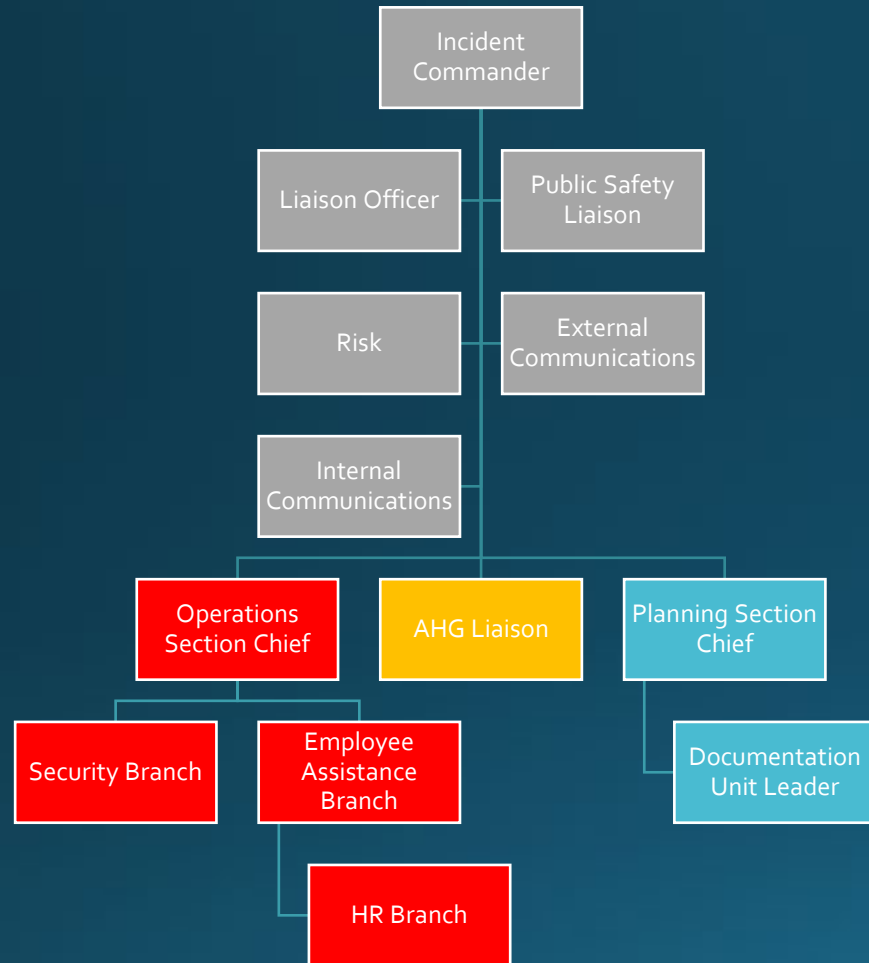 Incident
Commander
Liaison Officer
Public Safety
Liaison
Risk
External
Communications
Internal
Communications
Operations
Section Chief
AHG Liaison
Planning Section
Chief
Security Branch
Employee
Assistance
Branch
Documentation
Unit Leader
HR Branch